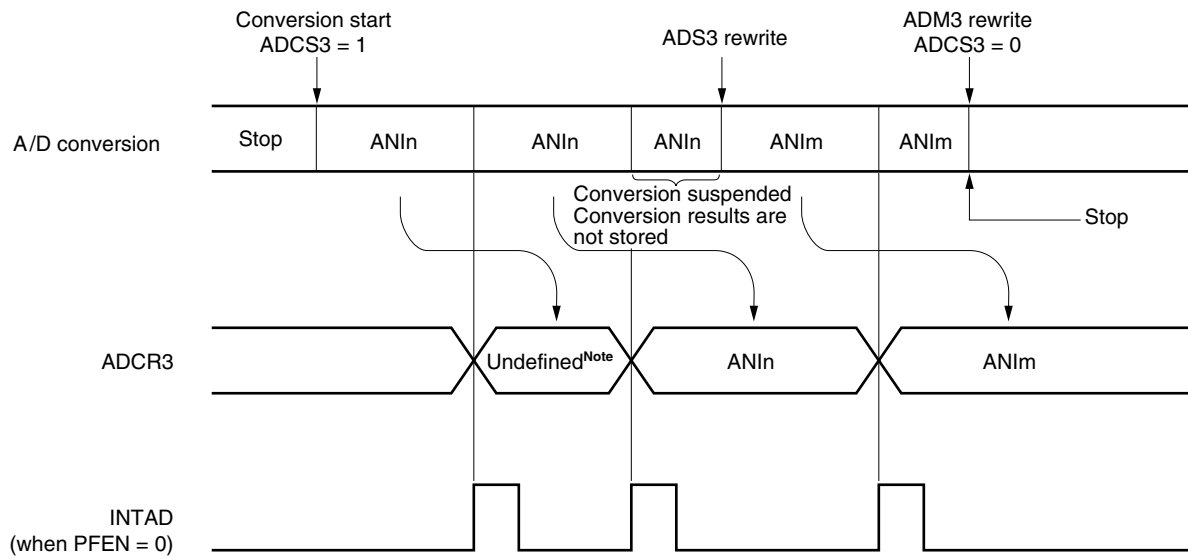 Conversion start
ADCS3 = 1
ADS3 rewrite
ADM3 rewrite
ADCS3 = 0
A/D conversion
Stop
ANIn
ANIn
ANIn
ANIm
ANIm
Conversion suspended
Conversion results are
not stored
Stop
ADCR3
UndefinedNote
ANIn
ANIm
INTAD
(when PFEN = 0)